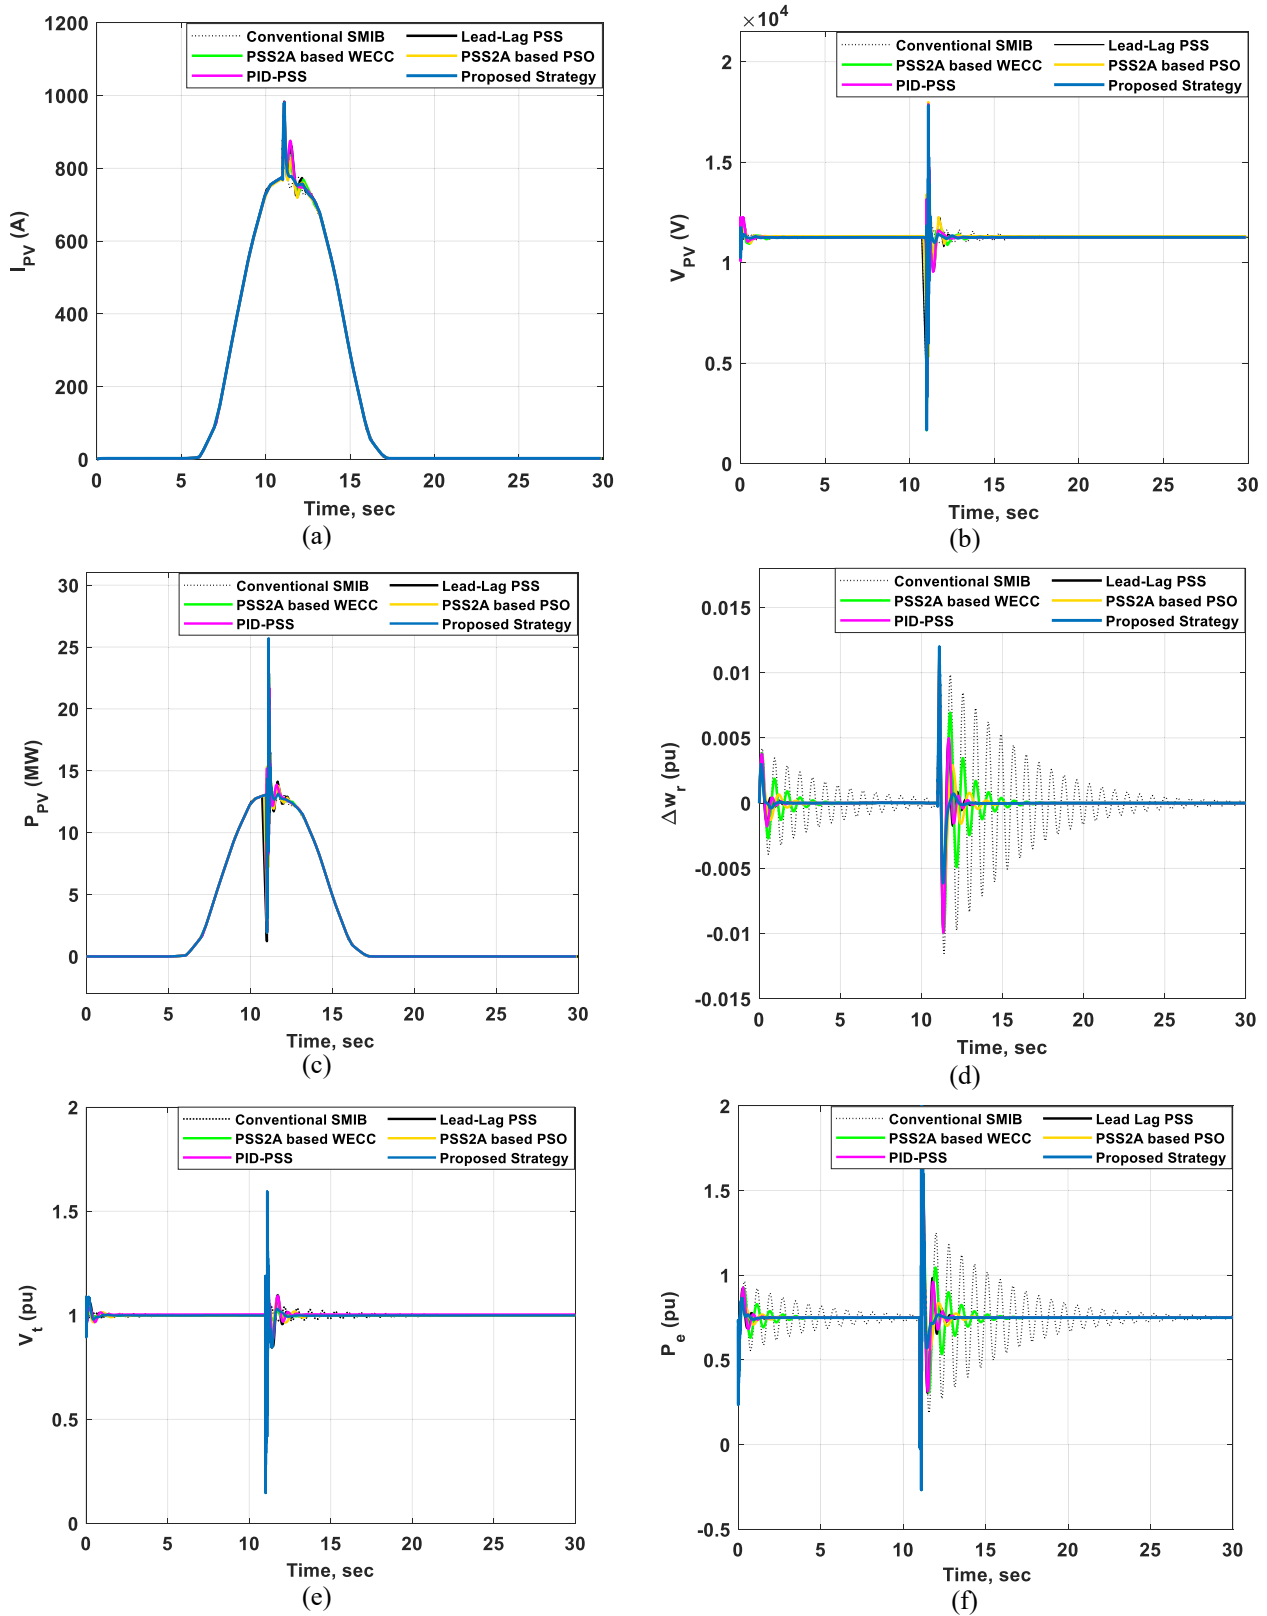 1200
1000
800
600
400
200
0
I_PV (A)
Conventional SMIB
Lead-Lag PSS
PSS2A based WECC
PSS2A based PSO
PID-PSS
Proposed Strategy
0 5 10 15 20 25 30
Time, sec
(a)
×10^4
2
1.5
1
0.5
0
V_PV (V)
Conventional SMIB
Lead-Lag PSS
PSS2A based WECC
PSS2A based PSO
PID-PSS
Proposed Strategy
0 5 10 15 20 25 30
Time, sec
(b)
30
25
20
15
10
5
0
P_PV (MW)
Conventional SMIB
Lead-Lag PSS
PSS2A based WECC
PSS2A based PSO
PID-PSS
Proposed Strategy
0 5 10 15 20 25 30
Time, sec
(c)
0.015
0.01
0.005
0
-0.005
-0.01
-0.015
Δw_r (pu)
Conventional SMIB
Lead-Lag PSS
PSS2A based WECC
PSS2A based PSO
PID-PSS
Proposed Strategy
0 5 10 15 20 25 30
Time, sec
(d)
2
1.5
1
0.5
0
V_t (pu)
Conventional SMIB
Lead-Lag PSS
PSS2A based WECC
PSS2A based PSO
PID-PSS
Proposed Strategy
0 5 10 15 20 25 30
Time, sec
(e)
2
1.5
1
0.5
0
-0.5
P_e (pu)
Conventional SMIB
Lead Lag PSS
PSS2A based WECC
PSS2A based PSO
PID-PSS
Proposed Strategy
0 5 10 15 20 25 30
Time, sec
(f)